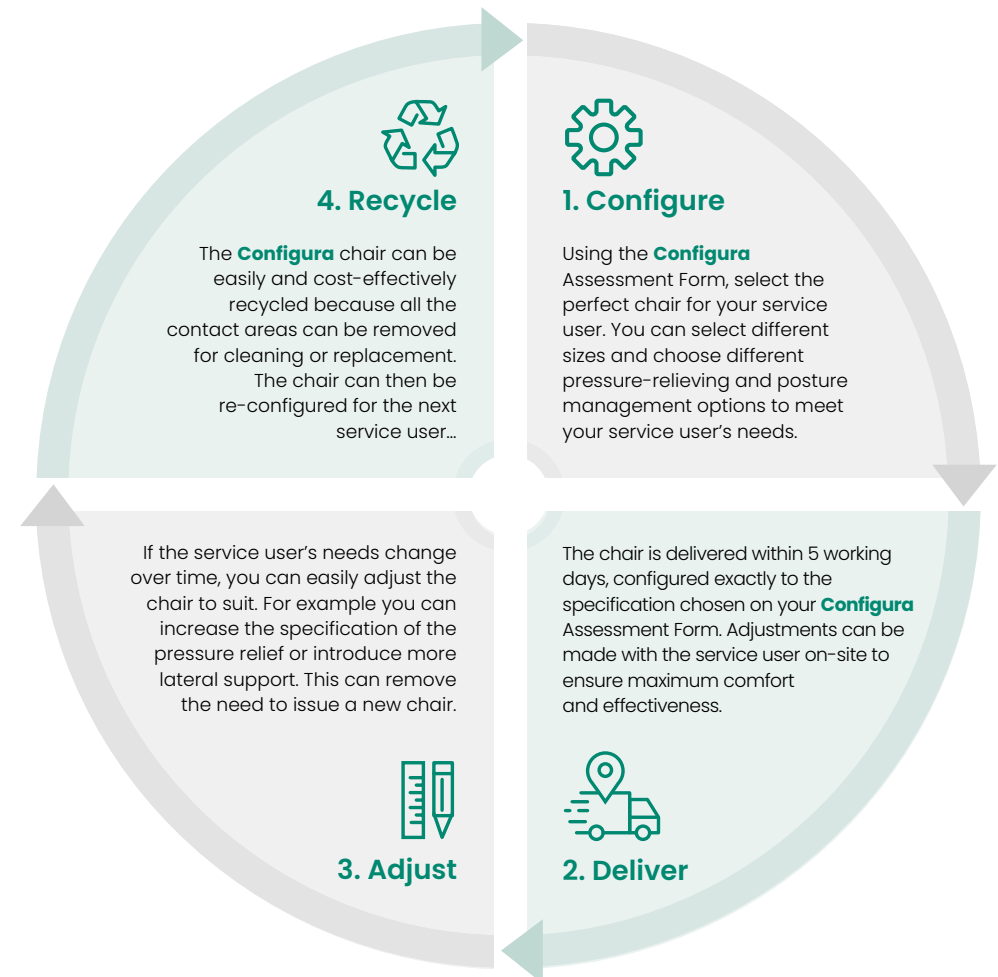 1. Configure
Using the Configura
Assessment Form, select the
perfect chair for your service
user. You can select different
sizes and choose different
pressure-relieving and posture
management options to meet
your service user's needs.
The chair is delivered within 5 working
days, configured exactly to the
specification chosen on your Configura
Assessment Form. Adjustments can be
made with the service user on-site to
ensure maximum comfort
and effectiveness.
2. Deliver
If the service user's needs change
over time, you can easily adjust the
chair to suit. For example you can
increase the specification of the
pressure relief or introduce more
lateral support. This can remove
the need to issue a new chair.
3. Adjust
4. Recycle
The Configura chair can be
easily and cost-effectively
recycled because all the
contact areas can be removed
for cleaning or replacement.
The chair can then be
re-configured for the next
service user...